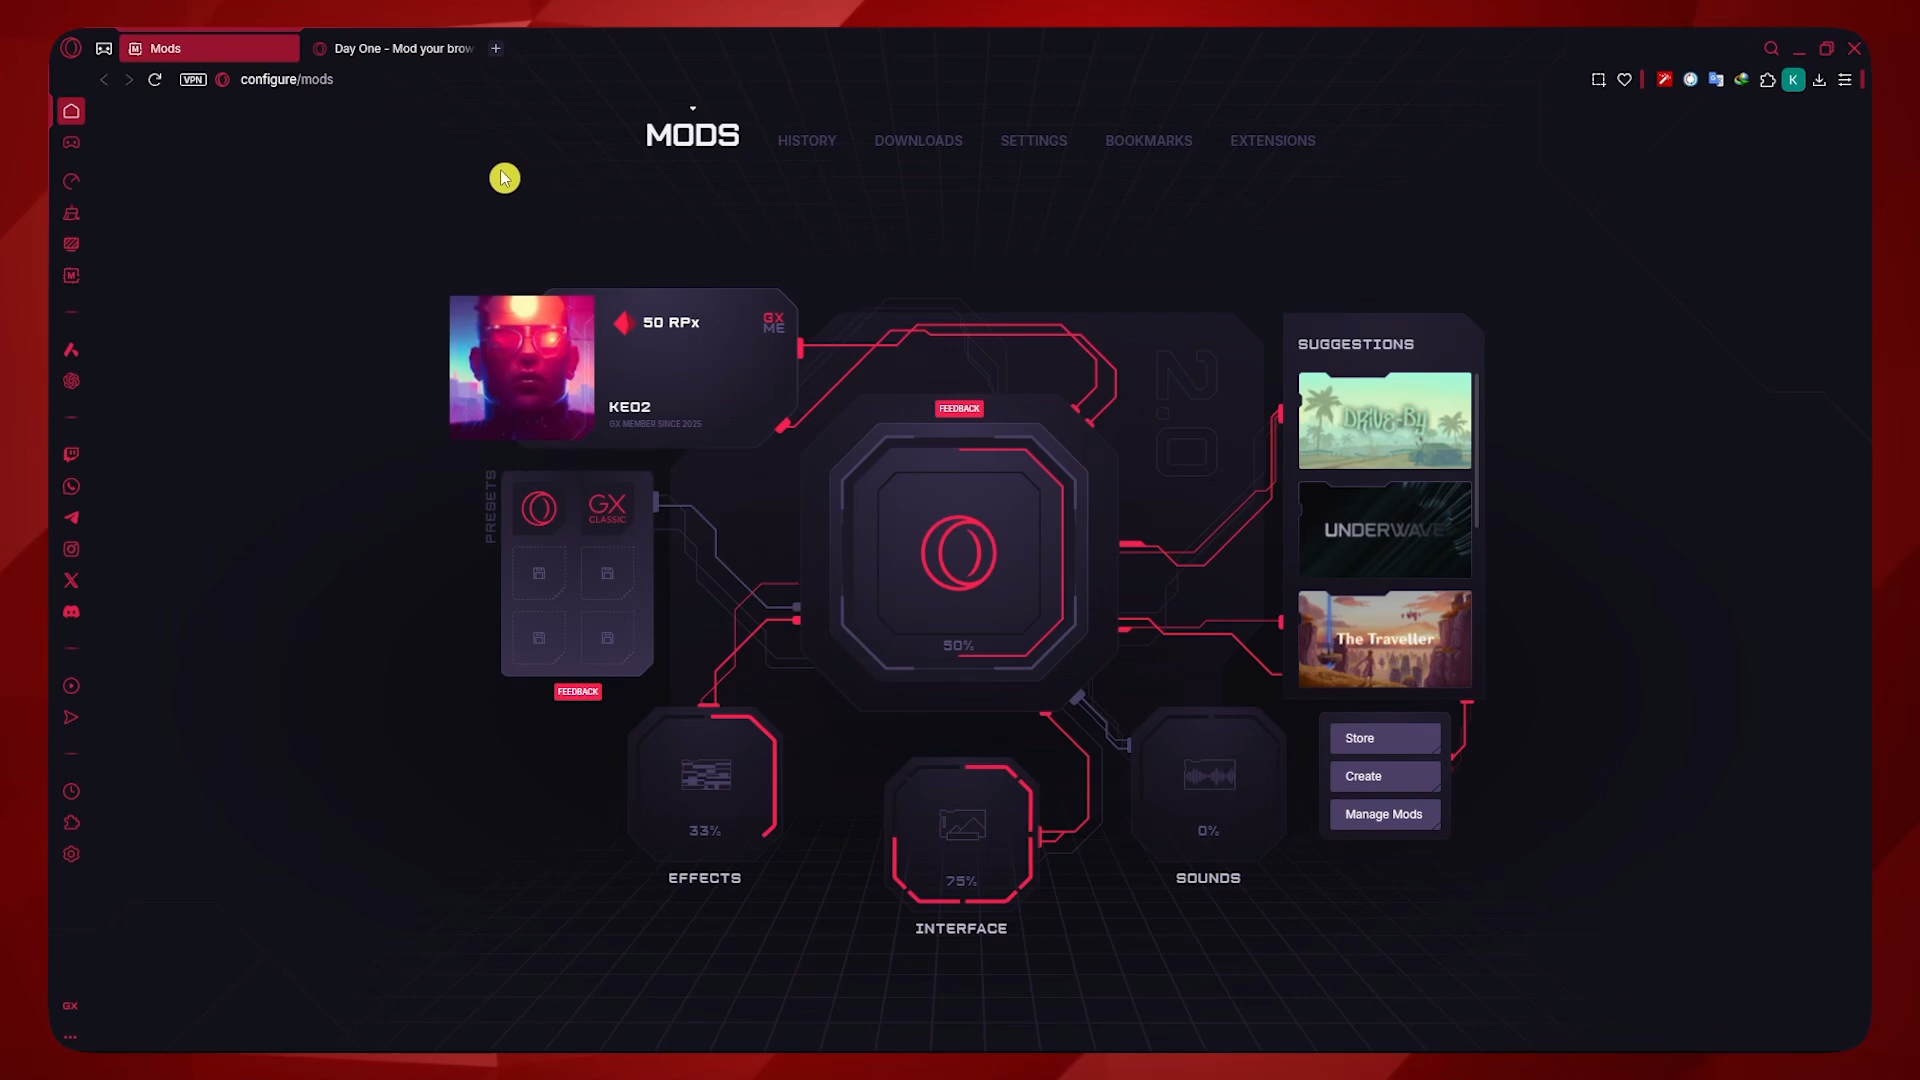 Mods
Day One - Mod your brow
VPN
configure/mods
K
MODS
HISTORY
DOWNLOADS
SETTINGS
BOOKMARKS
EXTENSIONS
M
50 RPx
GX
ME
KEO2
GX MEMBER SINCE 2025
2.0
SUGGESTIONS
FEEDBACK
DRIVE-BY
PRESETS
GX
CLASSIC
UNDERWAVE
50%
The Traveller
FEEDBACK
Store
Create
Manage Mods
33%
75%
0%
EFFECTS
INTERFACE
SOUNDS
GX